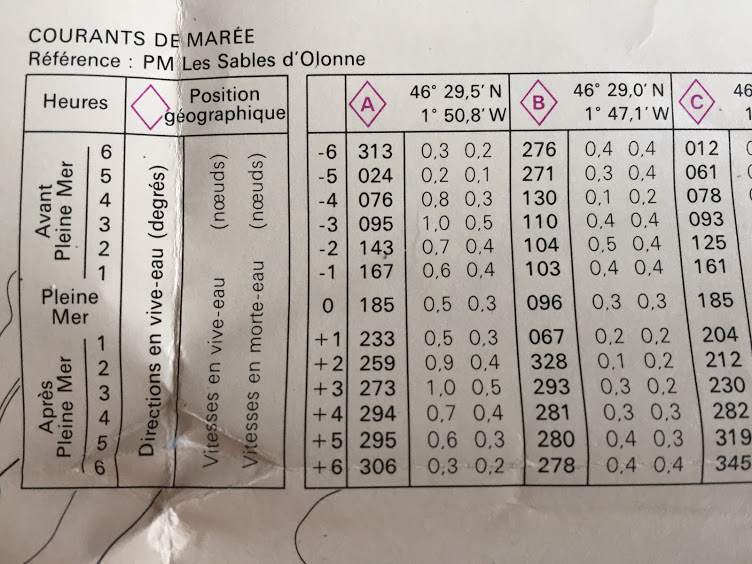 COURANTS DE MARÉE
Référence : PM Les Sables d'Olonne
Heures
Position géographique
Avant Pleine Mer
6
5
4
3
2
1
Pleine Mer
Après Pleine Mer
1
2
3
4
5
6
Directions en vive-eau (degrés)
Vitesses en vive-eau (nœuds)
Vitesses en morte-eau (nœuds)
A 46° 29,5' N B 46° 29,0' N C 46
1° 50,8' W 1° 47,1' W 1
-6 313 0,3 0,2 276 0,4 0,4 012
-5 024 0,2 0,1 271 0,3 0,4 061
-4 076 0,8 0,3 130 0,1 0,2 078
-3 095 1,0 0,5 110 0,4 0,4 093
-2 143 0,7 0,4 104 0,5 0,4 125
-1 167 0,6 0,4 103 0,4 0,4 161
0 185 0,5 0,3 096 0,3 0,3 185
+1 233 0,5 0,3 067 0,2 0,2 204
+2 259 0,9 0,4 328 0,1 0,2 212
+3 273 1,0 0,5 293 0,3 0,2 230
+4 294 0,7 0,4 281 0,3 0,3 282
+5 295 0,6 0,3 280 0,4 0,3 319
+6 306 0,3 0,2 278 0,4 0,4 345